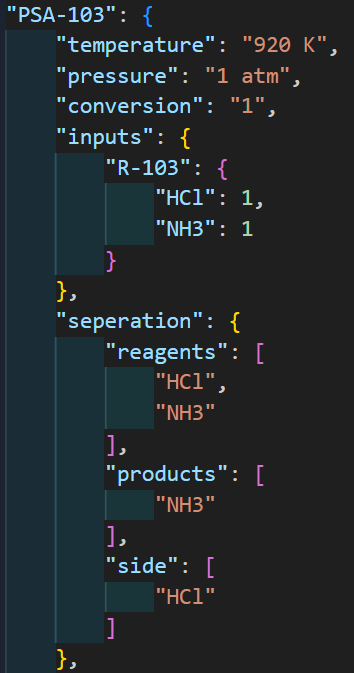 "PSA-103": {
"temperature": "920 K",
"pressure": "1 atm",
"conversion": "1",
"inputs": {
"R-103": {
"HCl": 1,
"NH3": 1
}
},
"seperation": {
"reagents": [
"HCl",
"NH3"
],
"products": [
"NH3"
],
"side": [
"HCl"
]
},